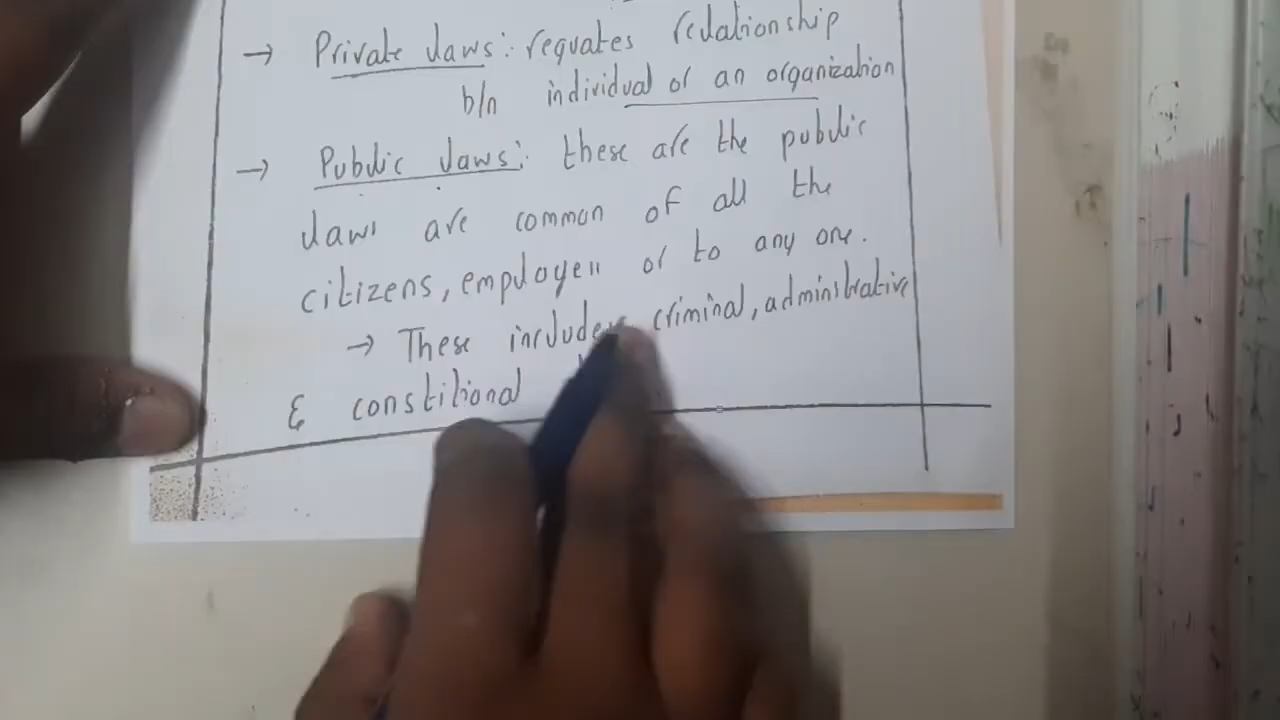 → Private laws: requates relationship
b/n individual or an organization
→ Public laws: these are the public
laws are common of all the
citizens, employees or to any one.
→ These includes criminal, administrative
& constitional